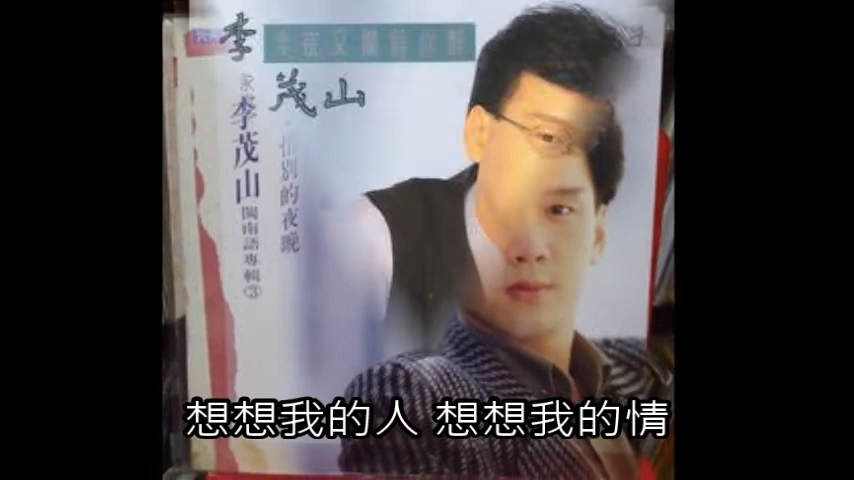 李
茂山
李茂山
閩南語專輯③
惜別的夜晚
想想我的人 想想我的情